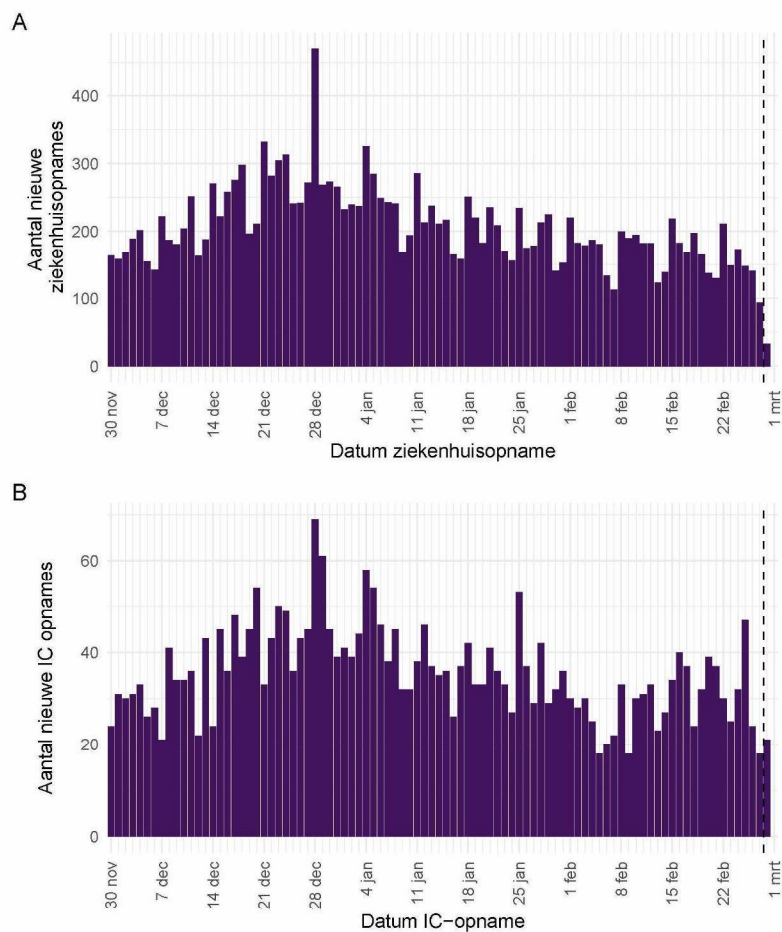 A
Aantal nieuwe
ziekenhuisopnames
400
300
200
100
0
30 nov
7 dec
14 dec
21 dec
28 dec
4 jan
11 jan
18 jan
25 jan
1 feb
8 feb
15 feb
22 feb
1 mrt
Datum ziekenhuisopname
B
Aantal nieuwe IC opnames
60
40
20
0
30 nov
7 dec
14 dec
21 dec
28 dec
4 jan
11 jan
18 jan
25 jan
1 feb
8 feb
15 feb
22 feb
1 mrt
Datum IC−opname